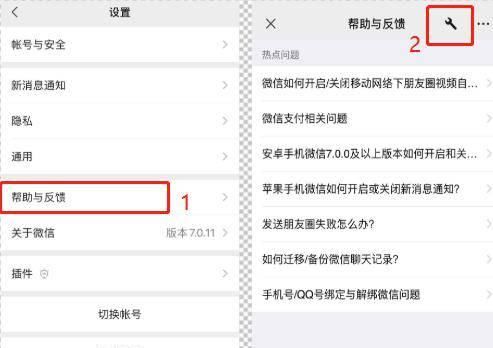 设置
帐号与安全
新消息通知
隐私
通用
帮助与反馈
1
关于微信 版本7.0.11
插件
切换帐号
帮助与反馈
2
热点问题
微信如何开启/关闭移动网络下朋友圈视频自...
微信支付相关问题
安卓手机微信7.0.0及以上版本如何开启和关...
苹果手机微信如何开启或关闭新消息通知?
发送朋友圈失败怎么办?
如何迁移/备份微信聊天记录?
手机号/QQ号绑定与解绑微信问题